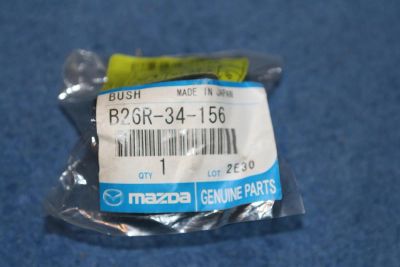 BUSH MADE IN JAPAN
B26R-34-156
1
QTY LOT 2E30
mazda GENUINE PARTS